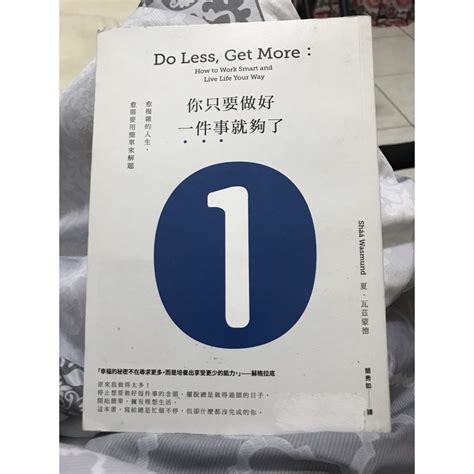 Do Less, Get More：
How to Work Smart and
Live Life Your Way
你只要做好
一件事就夠了
愈複雜的人生，
愈需要用簡單來解題
1
Sháá Wasmund 夏・瓦茲蒙德
簡秀如——譯
「幸福的秘密不在尋求更多，而是培養出享受更少的能力。」——蘇格拉底
原來我做得太多！
停止想要做好每件事的念頭，擺脫總是做得過頭的日子，
開始簡單，擁有理想生活。
這本書，寫給總是忙個不停，但卻什麼都沒完成的你。